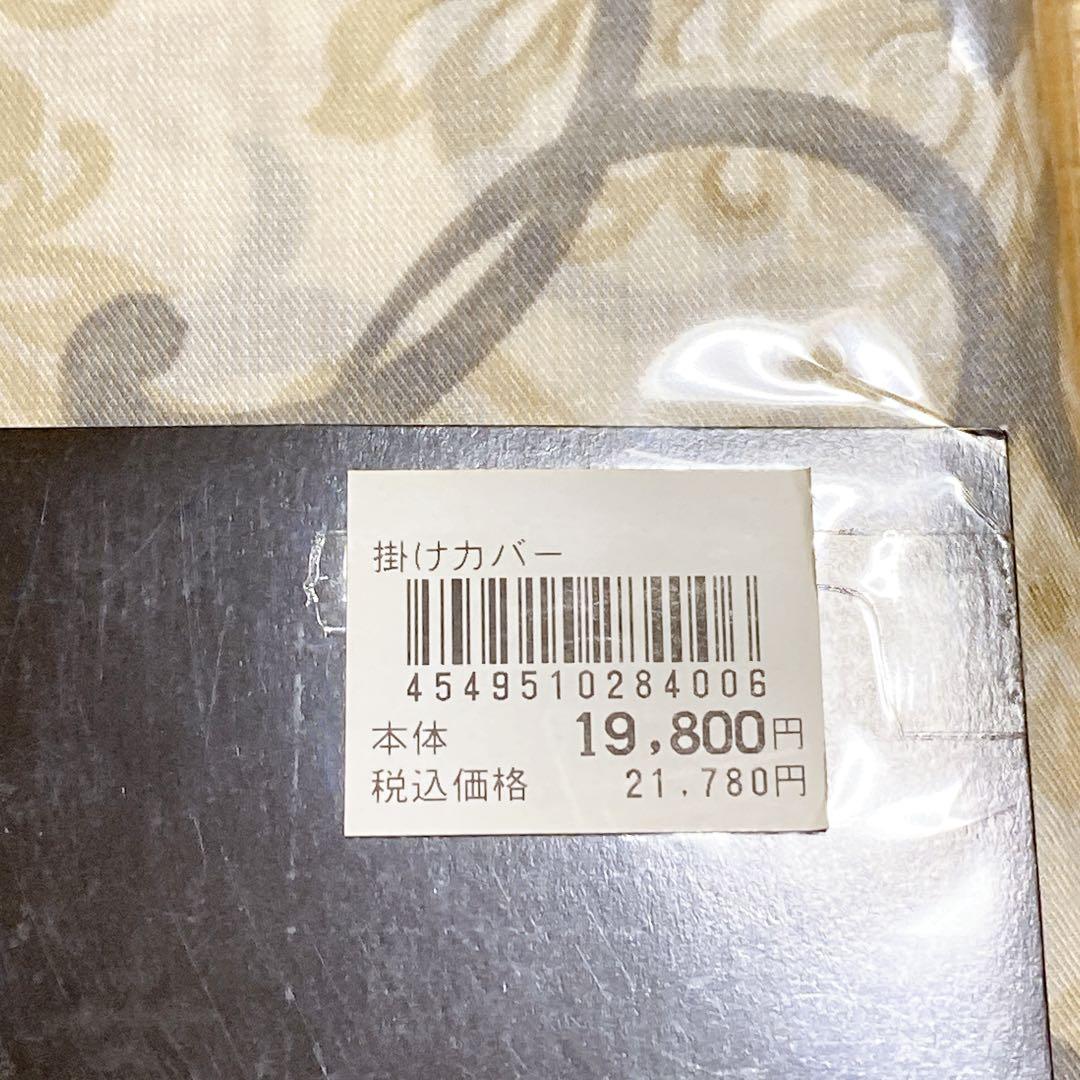 掛けカバー
4549510284006
本体 19,800円
税込価格 21,780円